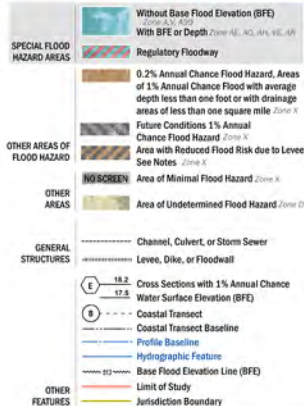 SPECIAL FLOOD
HAZARD AREAS
Without Base Flood Elevation (BFE)
Zone A,V, A99
With BFE or Depth Zone AE, AO, AH, VE, AR
Regulatory Floodway
OTHER AREAS OF
FLOOD HAZARD
0.2% Annual Chance Flood Hazard, Areas
of 1% Annual Chance Flood with average
depth less than one foot or with drainage
areas of less than one square mile Zone X
Future Conditions 1% Annual
Chance Flood Hazard Zone X
Area with Reduced Flood Risk due to Levee
See Notes Zone X
OTHER
AREAS
NO SCREEN Area of Minimal Flood Hazard Zone X
Area of Undetermined Flood Hazard Zone D
GENERAL
STRUCTURES
Channel, Culvert, or Storm Sewer
Levee, Dike, or Floodwall
OTHER
FEATURES
E 18.2 Cross Sections with 1% Annual Chance
17.5 Water Surface Elevation (BFE)
8 Coastal Transect
Coastal Transect Baseline
Profile Baseline
Hydrographic Feature
513 Base Flood Elevation Line (BFE)
Limit of Study
Jurisdiction Boundary